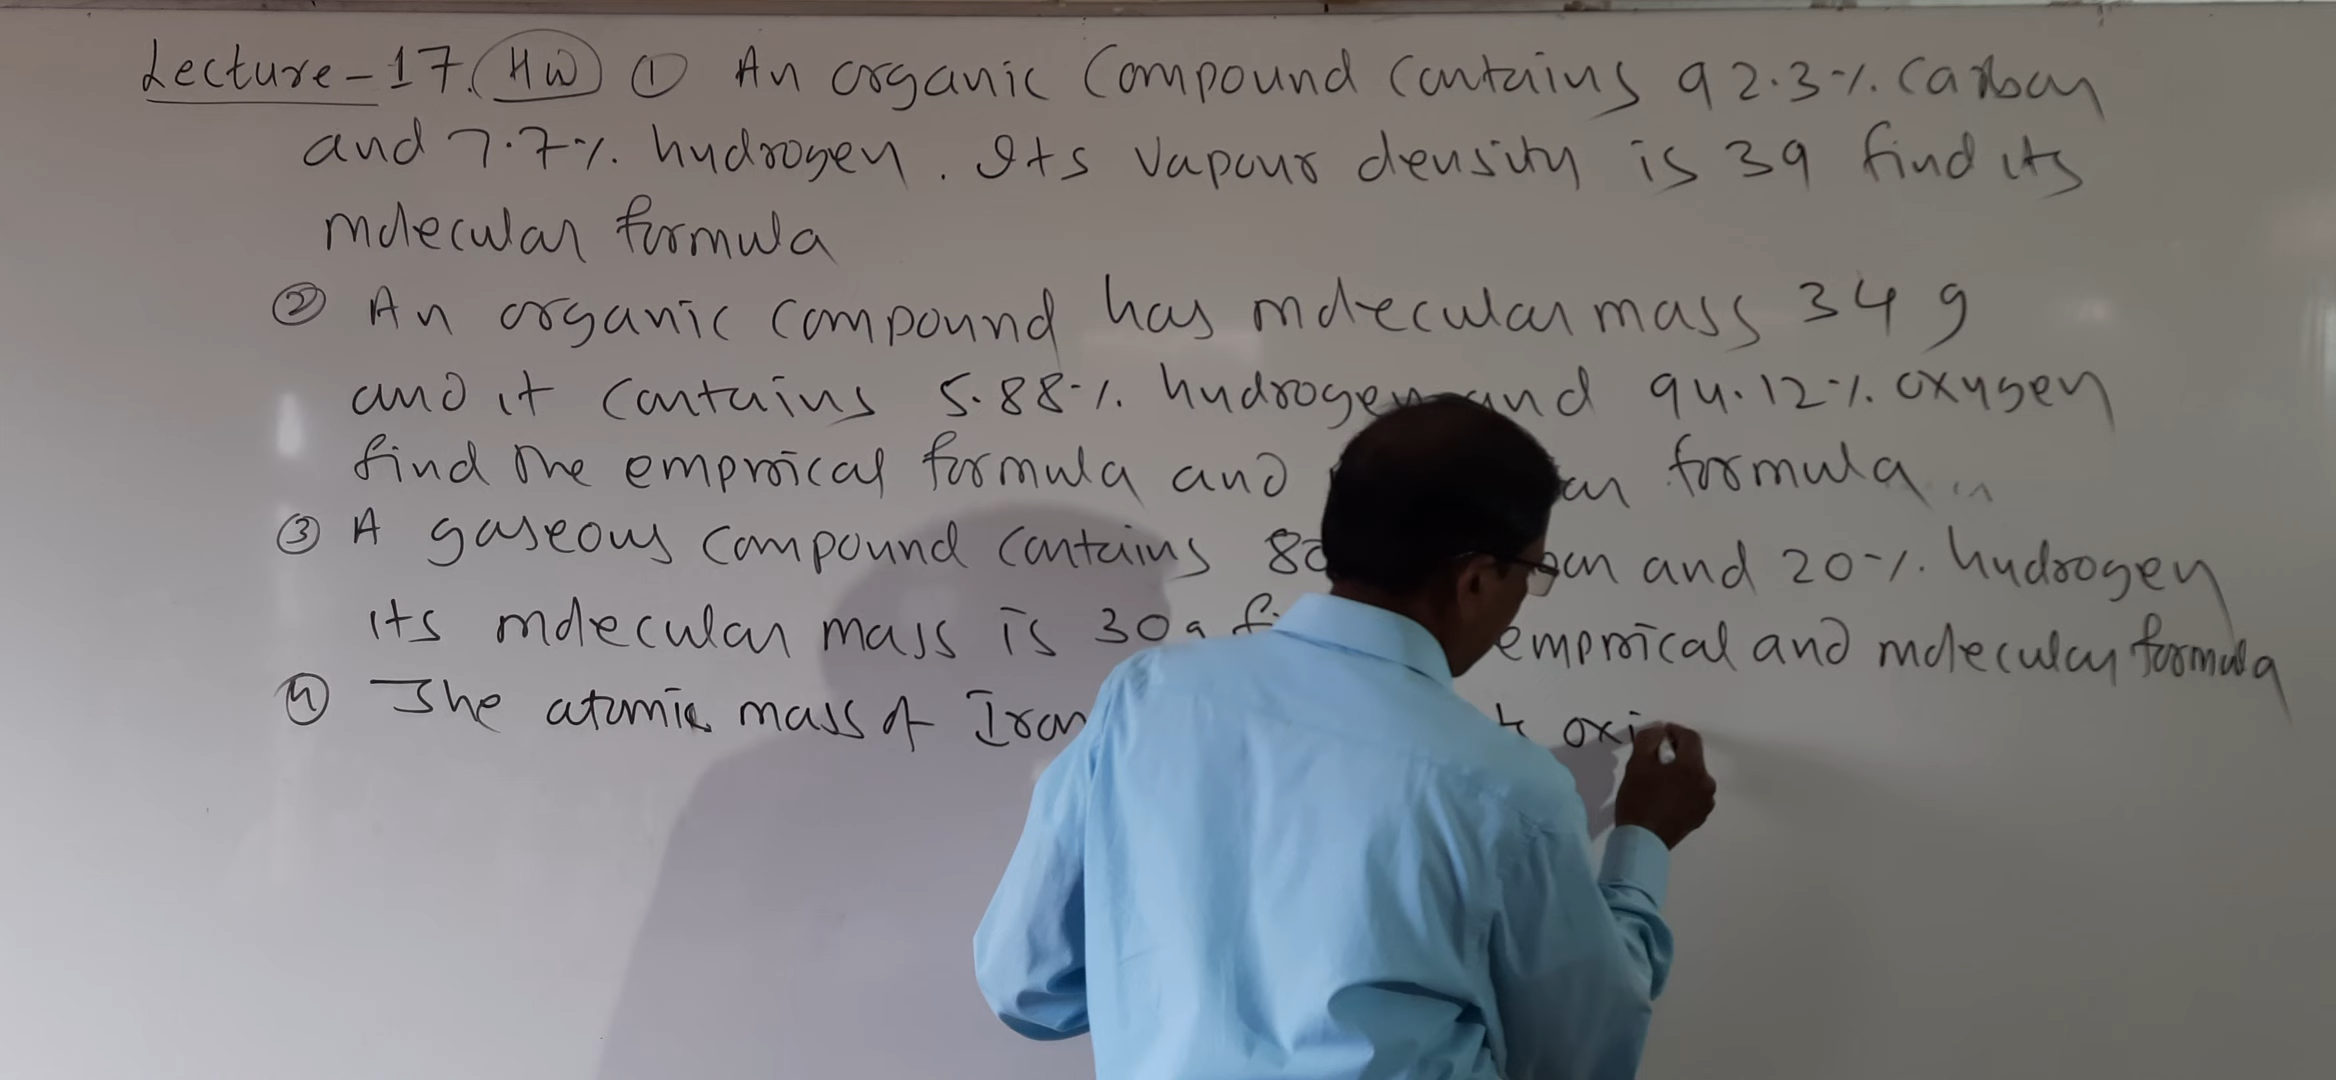 Lecture-17. HW ① An organic compound contains 92.3% carbon
and 7.7% hydrogen. Its vapour density is 39 find its
molecular formula
② An organic compound has molecular mass 34 g
and it contains 5.88% hydrogen and 94.12% oxygen
find the emprical formula and formula
③ A gaseous compound contains and 20% hydrogen
its molecular mass is 30g emprical and molecular formula
④ The atomic mass of Iron oxi